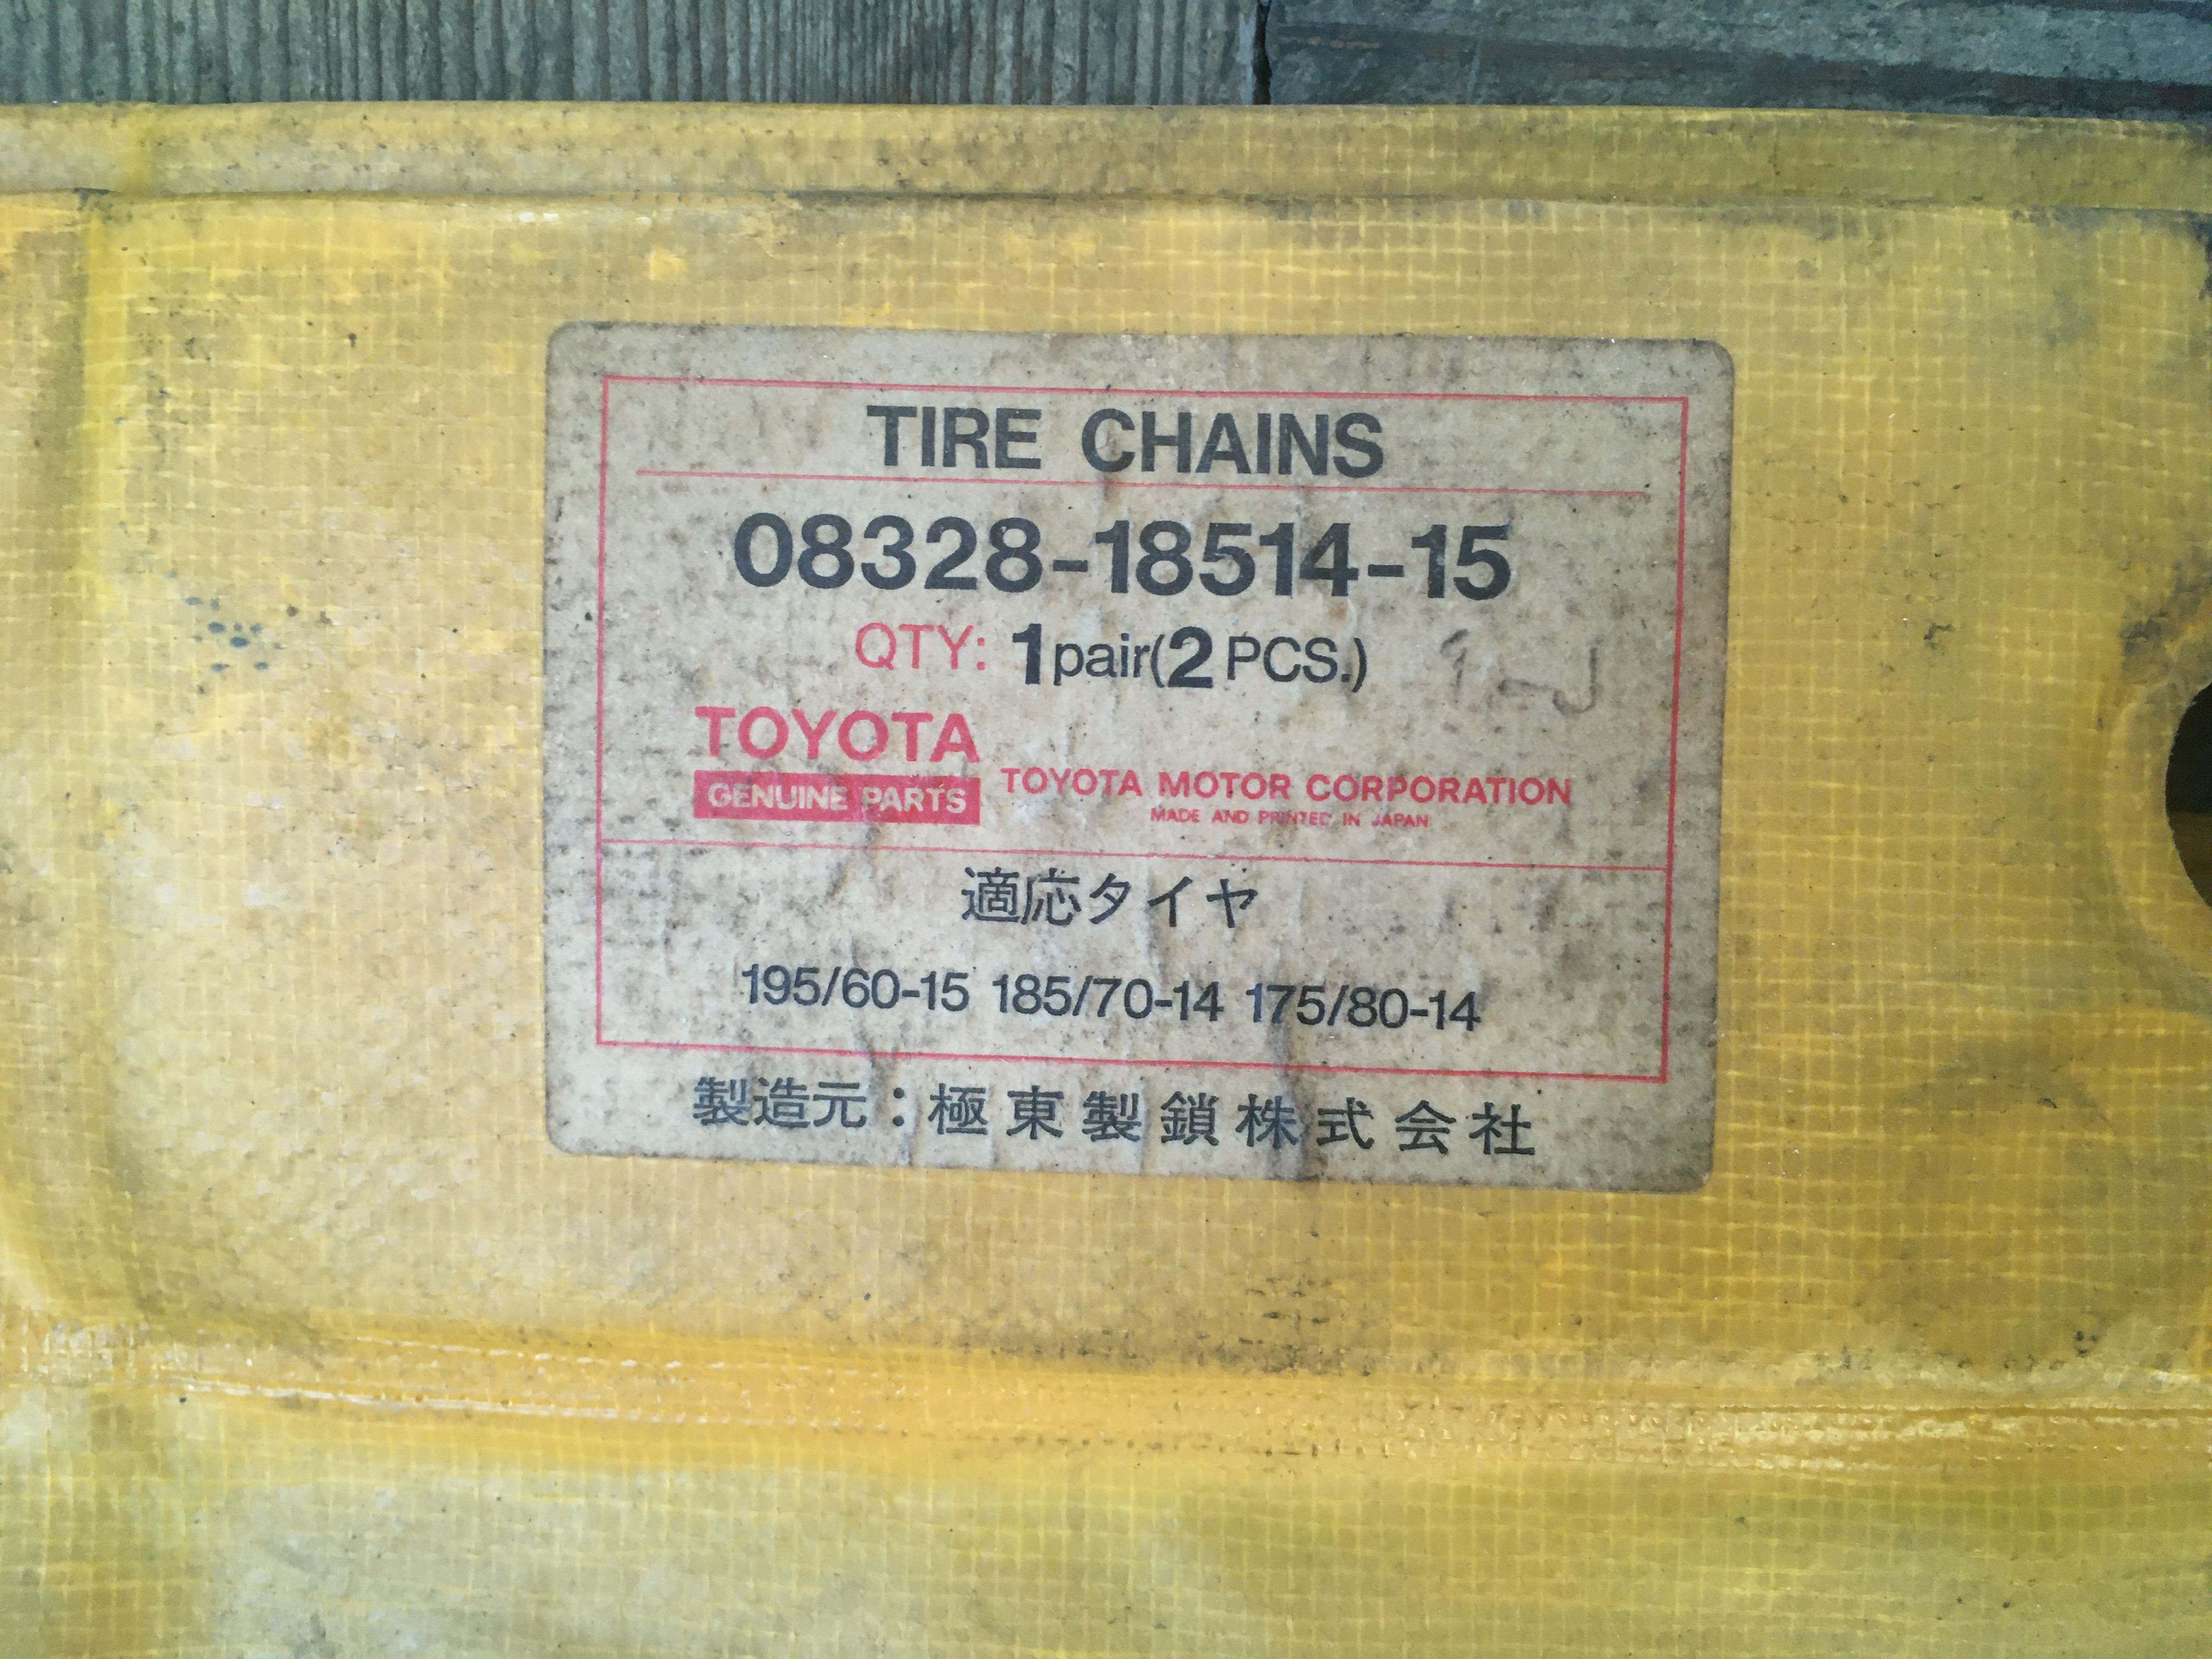 TIRE CHAINS
08328-18514-15
QTY: 1pair(2 PCS.)
TOYOTA
GENUINE PARTS
TOYOTA MOTOR CORPORATION
MADE AND PRINTED IN JAPAN
適応タイヤ
195/60-15 185/70-14 175/80-14
製造元：極東製鎖株式会社